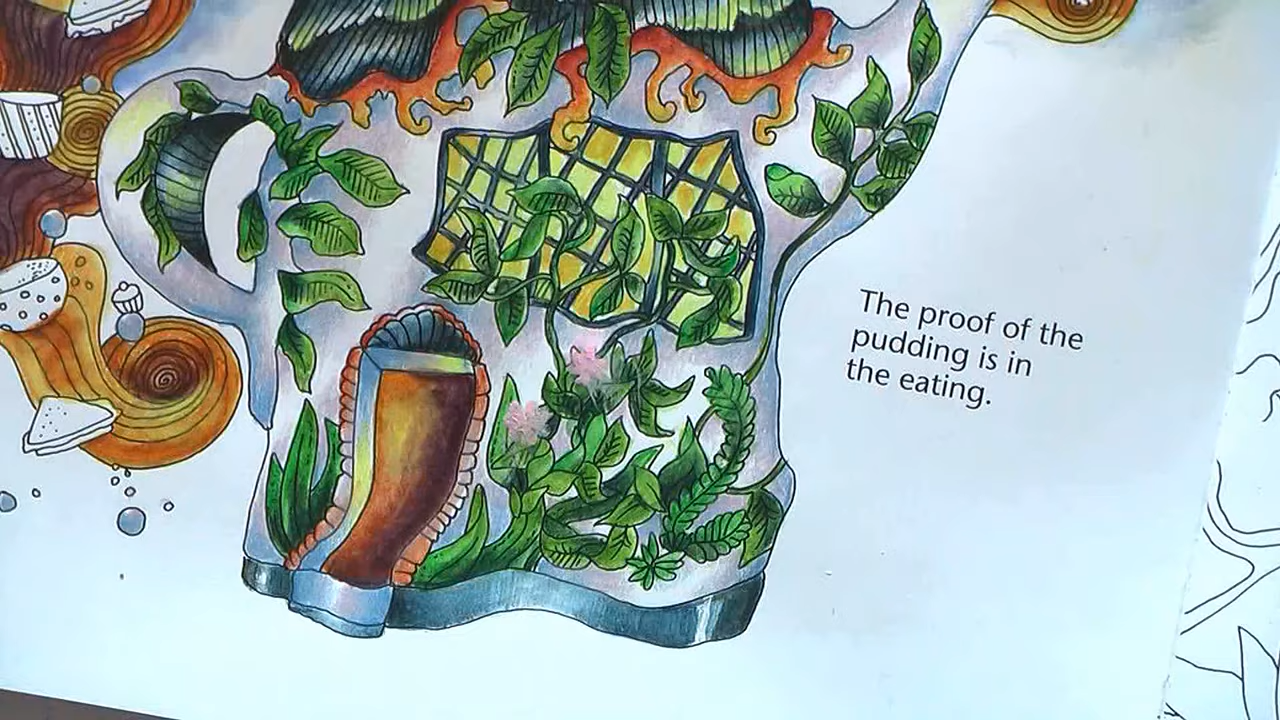 The proof of the
pudding is in
the eating.